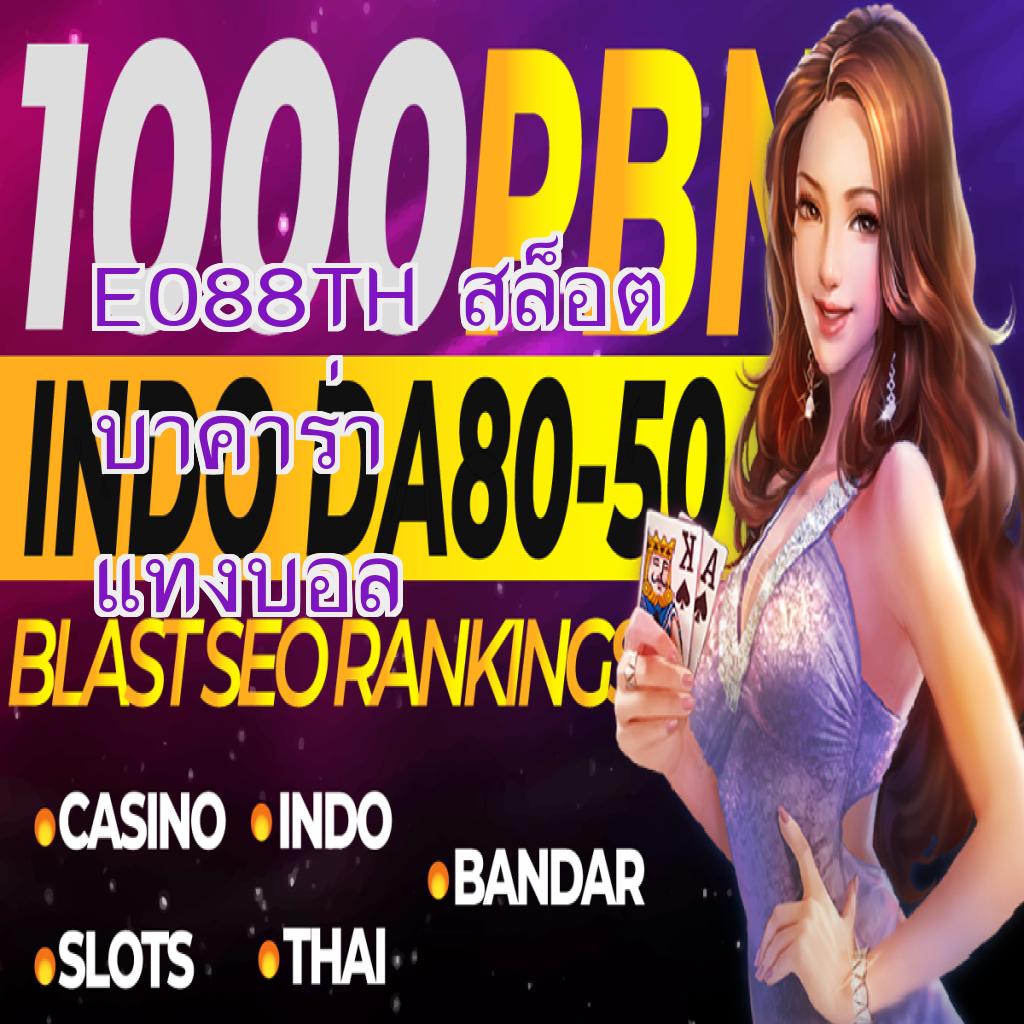 1000PBN
E088TH สล็อต
INDO DA80-50
บาคาร่า
แทงบอล
BLAST SEO RANKINGS
CASINO
INDO
BANDAR
SLOTS
THAI
K A